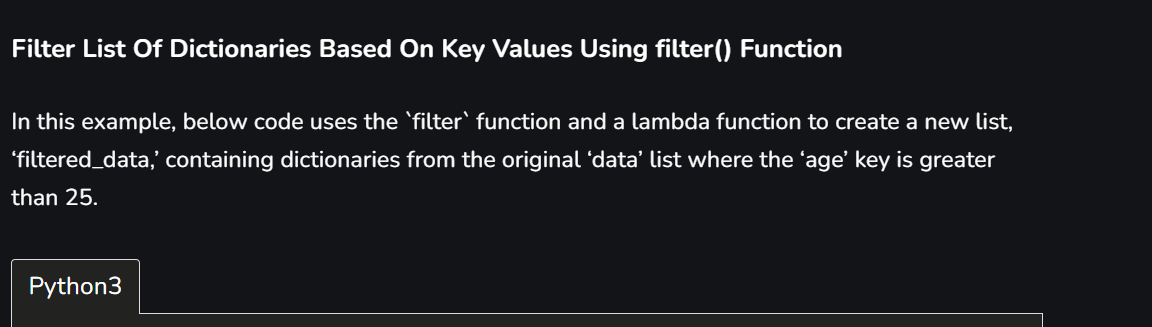 Filter List Of Dictionaries Based On Key Values Using filter() Function
In this example, below code uses the `filter` function and a lambda function to create a new list,
‘filtered_data,’ containing dictionaries from the original ‘data’ list where the ‘age’ key is greater
than 25.
Python3